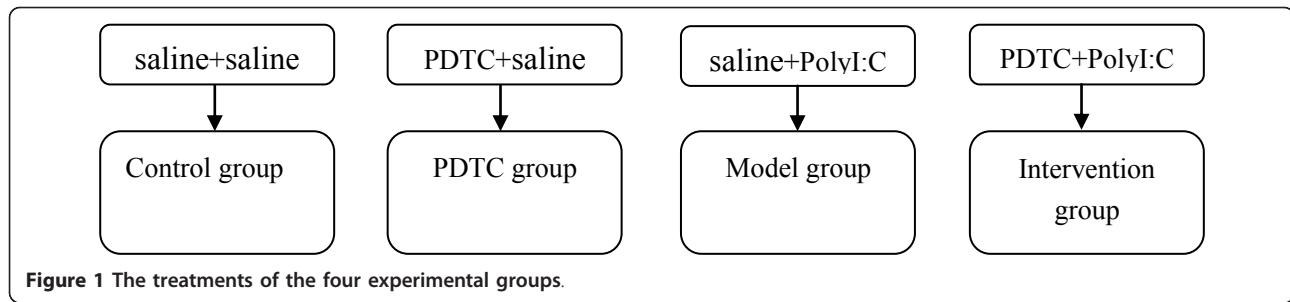 saline+saline
PDTC+saline
saline+PolyI:C
PDTC+PolyI:C
Control group
PDTC group
Model group
Intervention
group
Figure 1 The treatments of the four experimental groups.